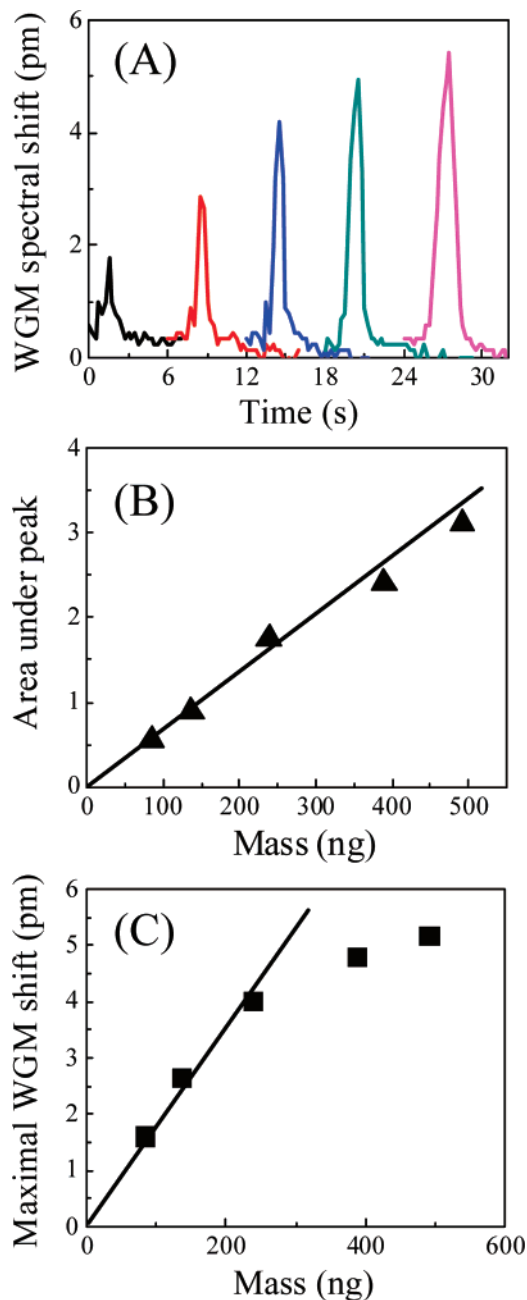 (A)
WGM spectral shift (pm)
6
4
2
0
0 6 12 18 24 30
Time (s)
(B)
Area under peak
4
3
2
1
0
0 100 200 300 400 500
Mass (ng)
(C)
Maximal WGM shift (pm)
6
5
4
3
2
1
0
0 200 400 600
Mass (ng)